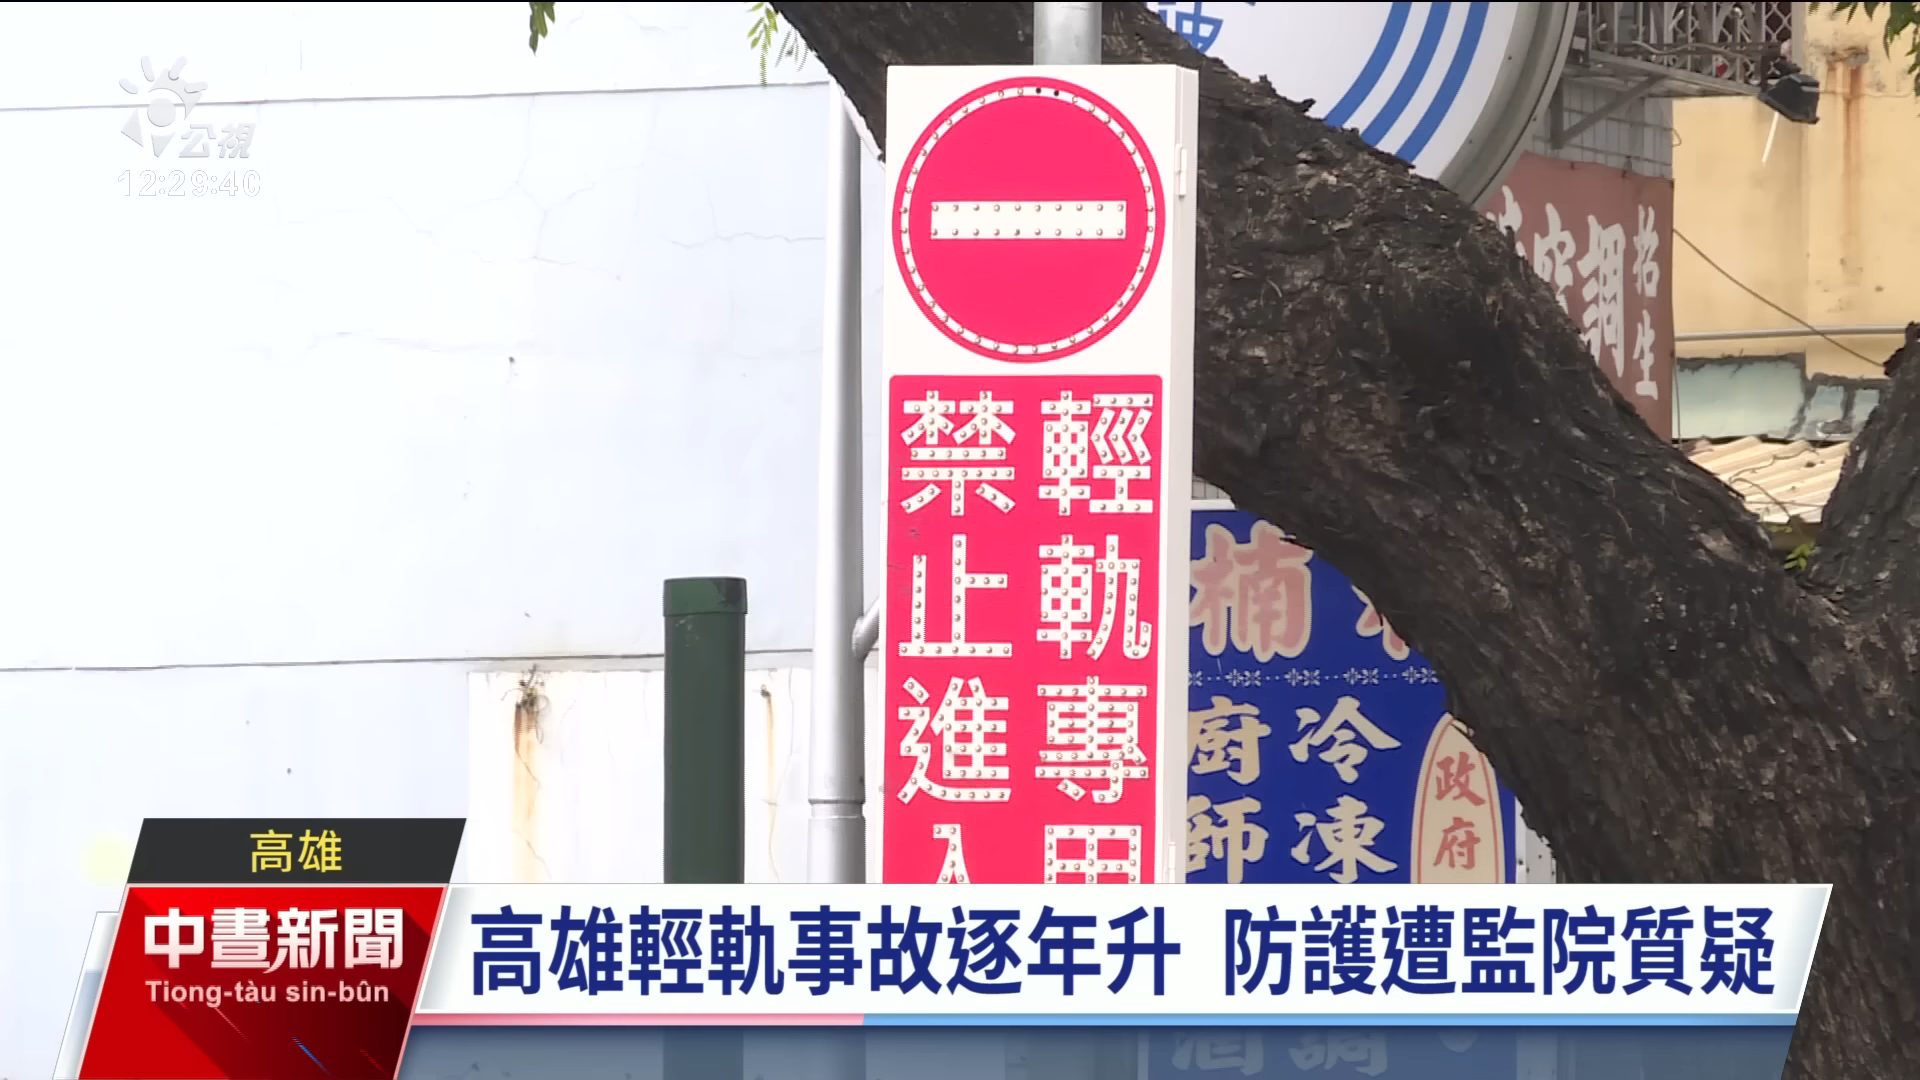 公視
12:29:40
輕軌專用
禁止進入
招生
調
楠
冷凍
廚師
政府
高雄
中晝新聞
Tiong-tàu sin-bûn
高雄輕軌事故逐年升 防護遭監院質疑